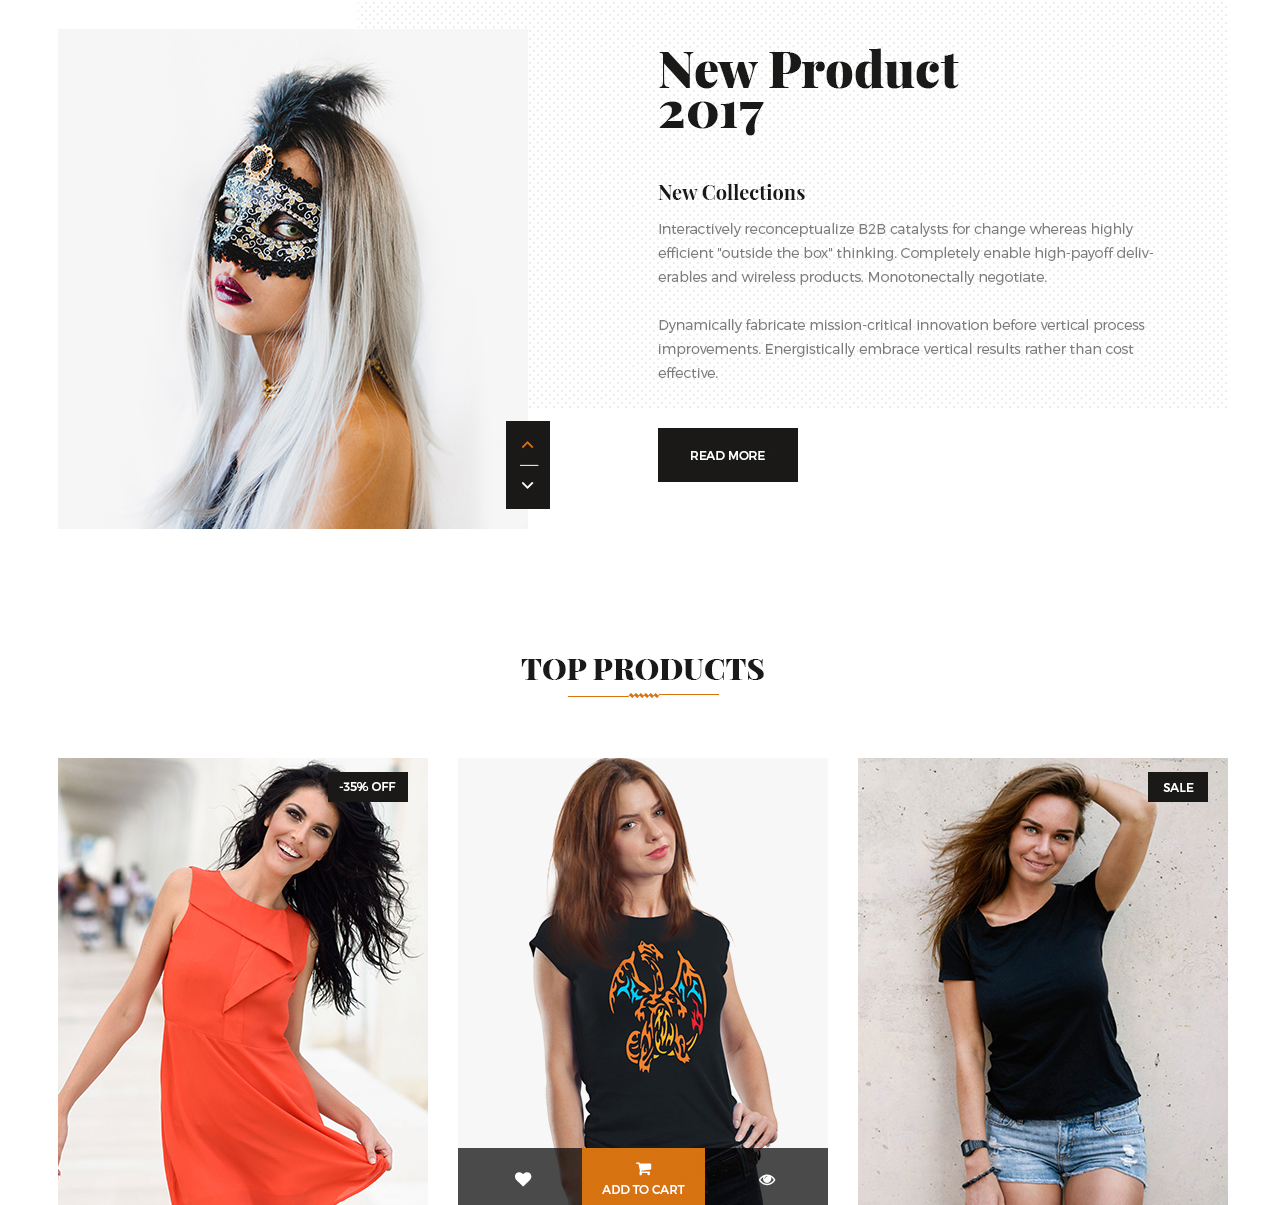 New Product
2017
New Collections
Interactively reconceptualize B2B catalysts for change whereas highly
efficient "outside the box" thinking. Completely enable high-payoff deliv-
erables and wireless products. Monotonectally negotiate.
Dynamically fabricate mission-critical innovation before vertical process
improvements. Energistically embrace vertical results rather than cost
effective.
READ MORE
TOP PRODUCTS
-35% OFF
SALE
ADD TO CART